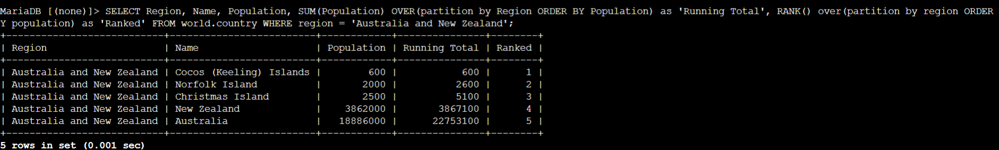 MariaDB [(none)]> SELECT Region, Name, Population, SUM(Population) OVER(partition by Region ORDER BY Population) as 'Running Total', RANK() over(partition by region ORDER
Y population) as 'Ranked' FROM world.country WHERE region = 'Australia and New Zealand';
+---------------------------+-------------------------+------------+---------------+--------+
| Region                    | Name                    | Population | Running Total | Ranked |
+---------------------------+-------------------------+------------+---------------+--------+
| Australia and New Zealand | Cocos (Keeling) Islands |        600 |           600 |      1 |
| Australia and New Zealand | Norfolk Island          |       2000 |          2600 |      2 |
| Australia and New Zealand | Christmas Island        |       2500 |          5100 |      3 |
| Australia and New Zealand | New Zealand             |    3862000 |       3867100 |      4 |
| Australia and New Zealand | Australia               |   18886000 |      22753100 |      5 |
+---------------------------+-------------------------+------------+---------------+--------+
5 rows in set (0.001 sec)